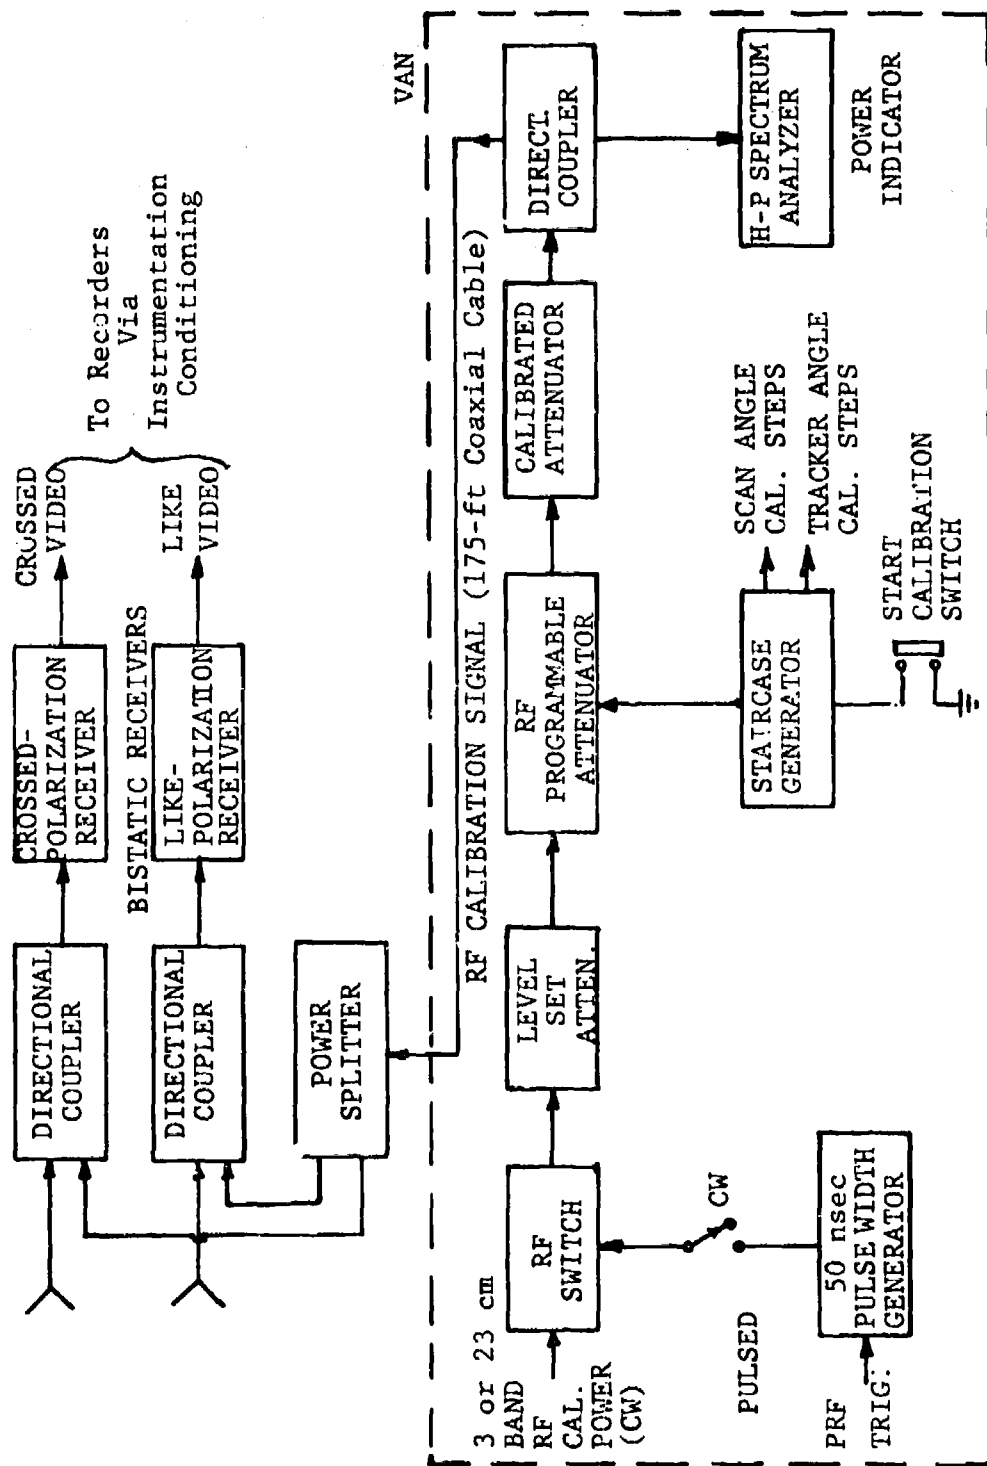 To Recorders
Via
Instrumentation
Conditioning
CROSSED
VIDEO
LIKE
VIDEO
CROSSED-
POLARIZATION
RECEIVER
BISTATIC RECEIVERS
LIKE-
POLARIZATION
RECEIVER
DIRECTIONAL
COUPLER
DIRECTIONAL
COUPLER
POWER
SPLITTER
VAN
RF CALIBRATION SIGNAL (175-ft Coaxial Cable)
3 or 23 cm
BAND
RF
CAL.
POWER
(CW)
RF
SWITCH
LEVEL
SET
ATTEN.
RF
PROGRAMMABLE
ATTENUATOR
CALIBRATED
ATTENUATOR
DIRECT.
COUPLER
H-P SPECTRUM
ANALYZER
POWER
INDICATOR
SCAN ANGLE
CAL. STEPS
TRACKER ANGLE
CAL. STEPS
STAIRCASE
GENERATOR
START
CALIBRATION
SWITCH
CW
PULSED
50 nsec
PULSE WIDTH
GENERATOR
PRF
TRIG.